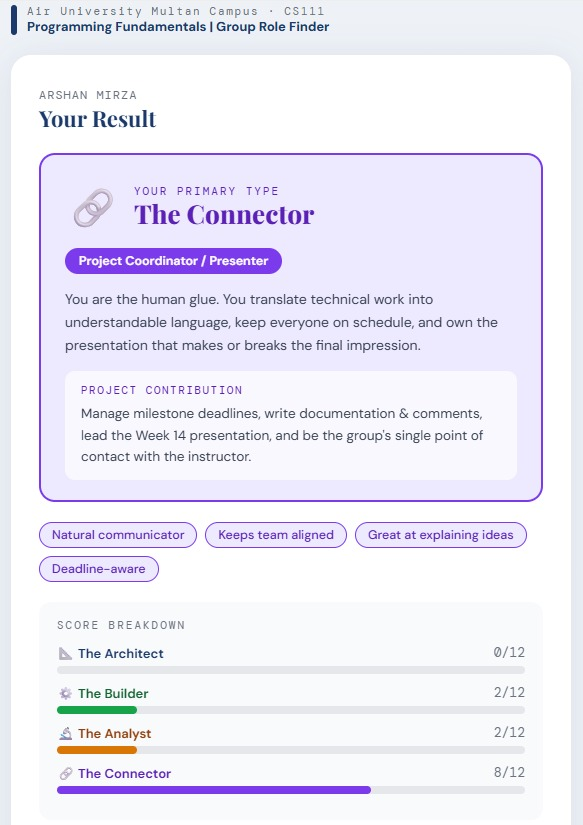 Air University Multan Campus · CS111
Programming Fundamentals | Group Role Finder
ARSHAN MIRZA
Your Result
YOUR PRIMARY TYPE
The Connector
Project Coordinator / Presenter
You are the human glue. You translate technical work into
understandable language, keep everyone on schedule, and own the
presentation that makes or breaks the final impression.
PROJECT CONTRIBUTION
Manage milestone deadlines, write documentation & comments,
lead the Week 14 presentation, and be the group's single point of
contact with the instructor.
Natural communicator
Keeps team aligned
Great at explaining ideas
Deadline-aware
SCORE BREAKDOWN
The Architect 0/12
The Builder 2/12
The Analyst 2/12
The Connector 8/12